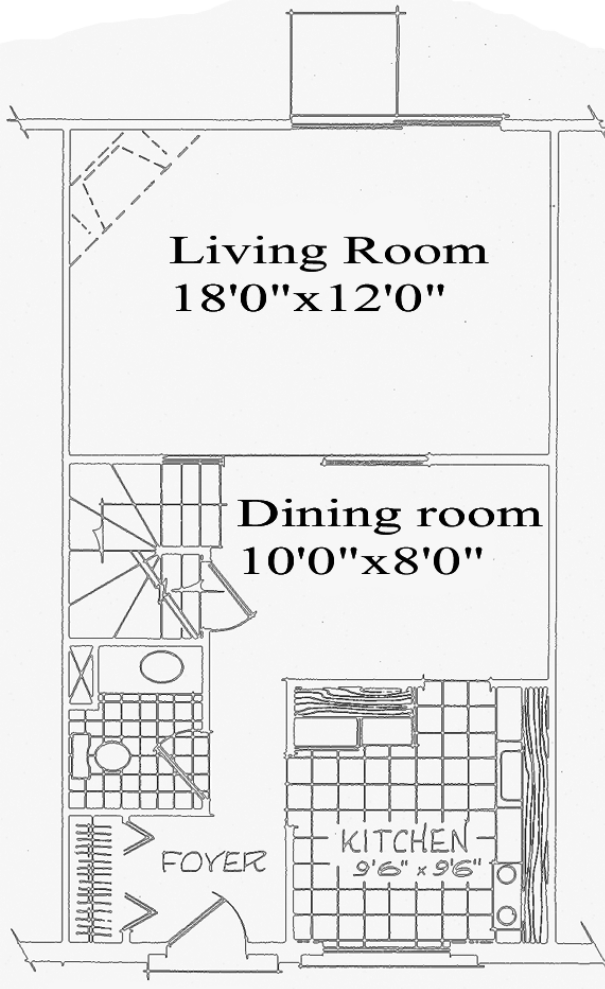 Living Room
18'0"x12'0"
Dining room
10'0"x8'0"
KITCHEN
9'6" x 9'6"
FOYER